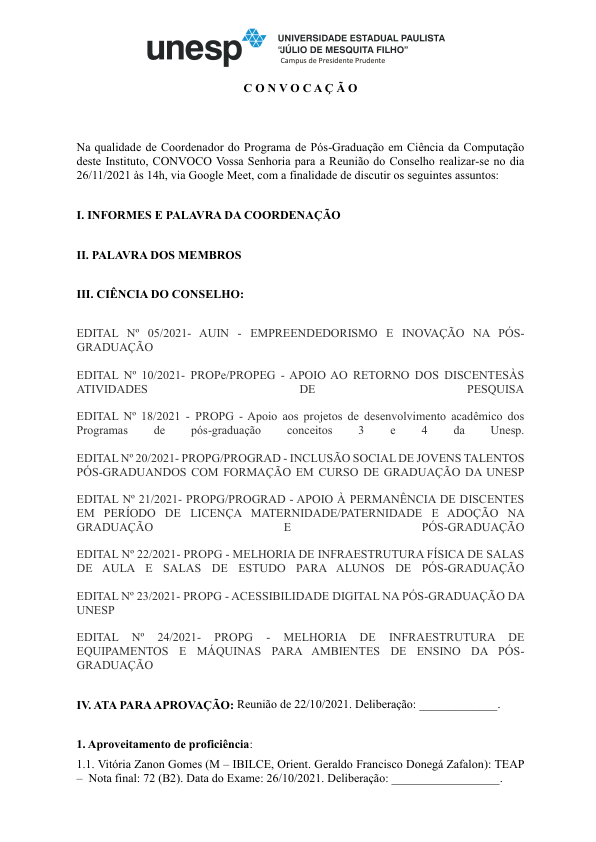 unesp
UNIVERSIDADE ESTADUAL PAULISTA
"JÚLIO DE MESQUITA FILHO"
Campus de Presidente Prudente
C O N V O C A Ç Ã O
Na qualidade de Coordenador do Programa de Pós-Graduação em Ciência da Computação
deste Instituto, CONVOCO Vossa Senhoria para a Reunião do Conselho realizar-se no dia
26/11/2021 às 14h, via Google Meet, com a finalidade de discutir os seguintes assuntos:
I. INFORMES E PALAVRA DA COORDENAÇÃO
II. PALAVRA DOS MEMBROS
III. CIÊNCIA DO CONSELHO:
EDITAL Nº 05/2021- AUIN - EMPREENDEDORISMO E INOVAÇÃO NA PÓS-
GRADUAÇÃO
EDITAL Nº 10/2021- PROPe/PROPEG - APOIO AO RETORNO DOS DISCENTESÀS
ATIVIDADES DE PESQUISA
EDITAL Nº 18/2021 - PROPG - Apoio aos projetos de desenvolvimento acadêmico dos
Programas de pós-graduação conceitos 3 e 4 da Unesp.
EDITAL Nº 20/2021- PROPG/PROGRAD - INCLUSÃO SOCIAL DE JOVENS TALENTOS
PÓS-GRADUANDOS COM FORMAÇÃO EM CURSO DE GRADUAÇÃO DA UNESP
EDITAL Nº 21/2021- PROPG/PROGRAD - APOIO À PERMANÊNCIA DE DISCENTES
EM PERÍODO DE LICENÇA MATERNIDADE/PATERNIDADE E ADOÇÃO NA
GRADUAÇÃO E PÓS-GRADUAÇÃO
EDITAL Nº 22/2021- PROPG - MELHORIA DE INFRAESTRUTURA FÍSICA DE SALAS
DE AULA E SALAS DE ESTUDO PARA ALUNOS DE PÓS-GRADUAÇÃO
EDITAL Nº 23/2021- PROPG - ACESSIBILIDADE DIGITAL NA PÓS-GRADUAÇÃO DA
UNESP
EDITAL Nº 24/2021- PROPG - MELHORIA DE INFRAESTRUTURA DE
EQUIPAMENTOS E MÁQUINAS PARA AMBIENTES DE ENSINO DA PÓS-
GRADUAÇÃO
IV. ATA PARA APROVAÇÃO: Reunião de 22/10/2021. Deliberação: _____________.
1. Aproveitamento de proficiência:
1.1. Vitória Zanon Gomes (M – IBILCE, Orient. Geraldo Francisco Donegá Zafalon): TEAP
– Nota final: 72 (B2). Data do Exame: 26/10/2021. Deliberação: __________________.